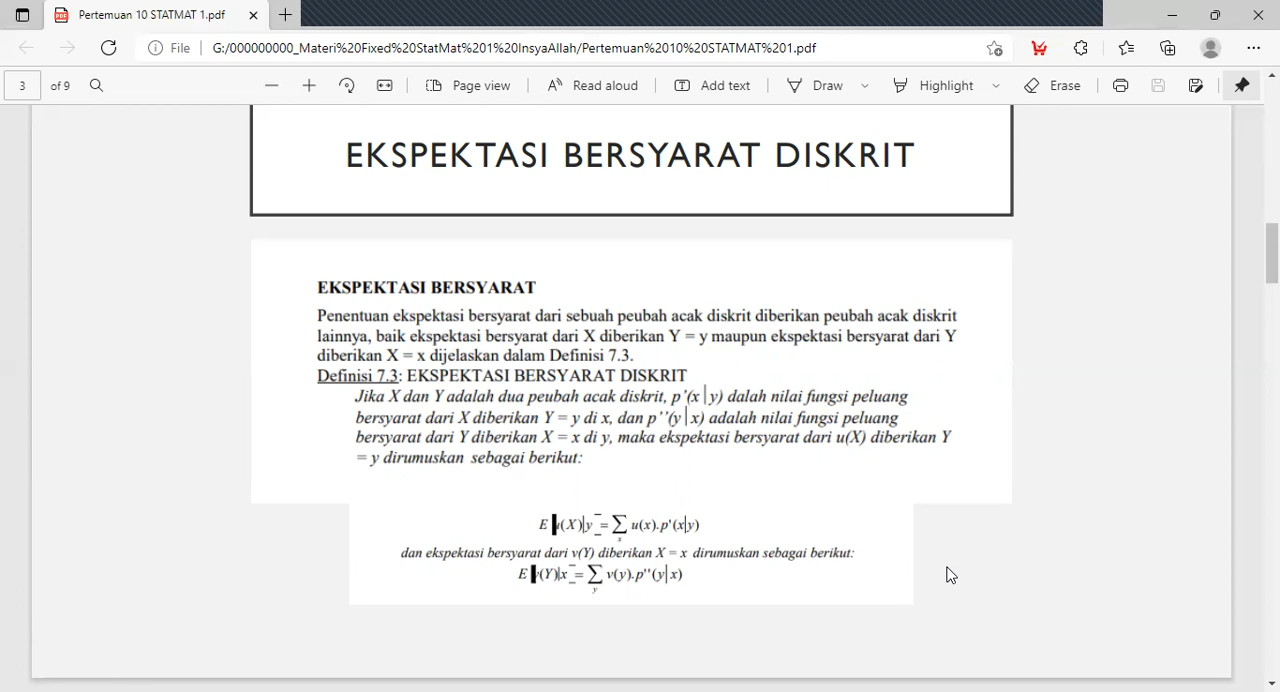 Pertemuan 10 STATMAT 1.pdf
File G:/000000000_Materi%20Fixed%20StatMat%201%20InsyaAllah/Pertemuan%2010%20STATMAT%201.pdf
3 of 9 Page view Read aloud Add text Draw Highlight Erase
EKSPEKTASI BERSYARAT DISKRIT
EKSPEKTASI BERSYARAT
Penentuan ekspektasi bersyarat dari sebuah peubah acak diskrit diberikan peubah acak diskrit
lainnya, baik ekspektasi bersyarat dari X diberikan Y = y maupun ekspektasi bersyarat dari Y
diberikan X = x dijelaskan dalam Definisi 7.3.
Definisi 7.3: EKSPEKTASI BERSYARAT DISKRIT
Jika X dan Y adalah dua peubah acak diskrit, p'(x|y) dalah nilai fungsi peluang
bersyarat dari X diberikan Y = y di x, dan p''(y|x) adalah nilai fungsi peluang
bersyarat dari Y diberikan X = x di y, maka ekspektasi bersyarat dari u(X) diberikan Y
= y dirumuskan sebagai berikut:
E u(X)|y = ∑ u(x).p'(x|y)
x
dan ekspektasi bersyarat dari v(Y) diberikan X = x dirumuskan sebagai berikut:
E v(Y)|x = ∑ v(y).p''(y|x)
y